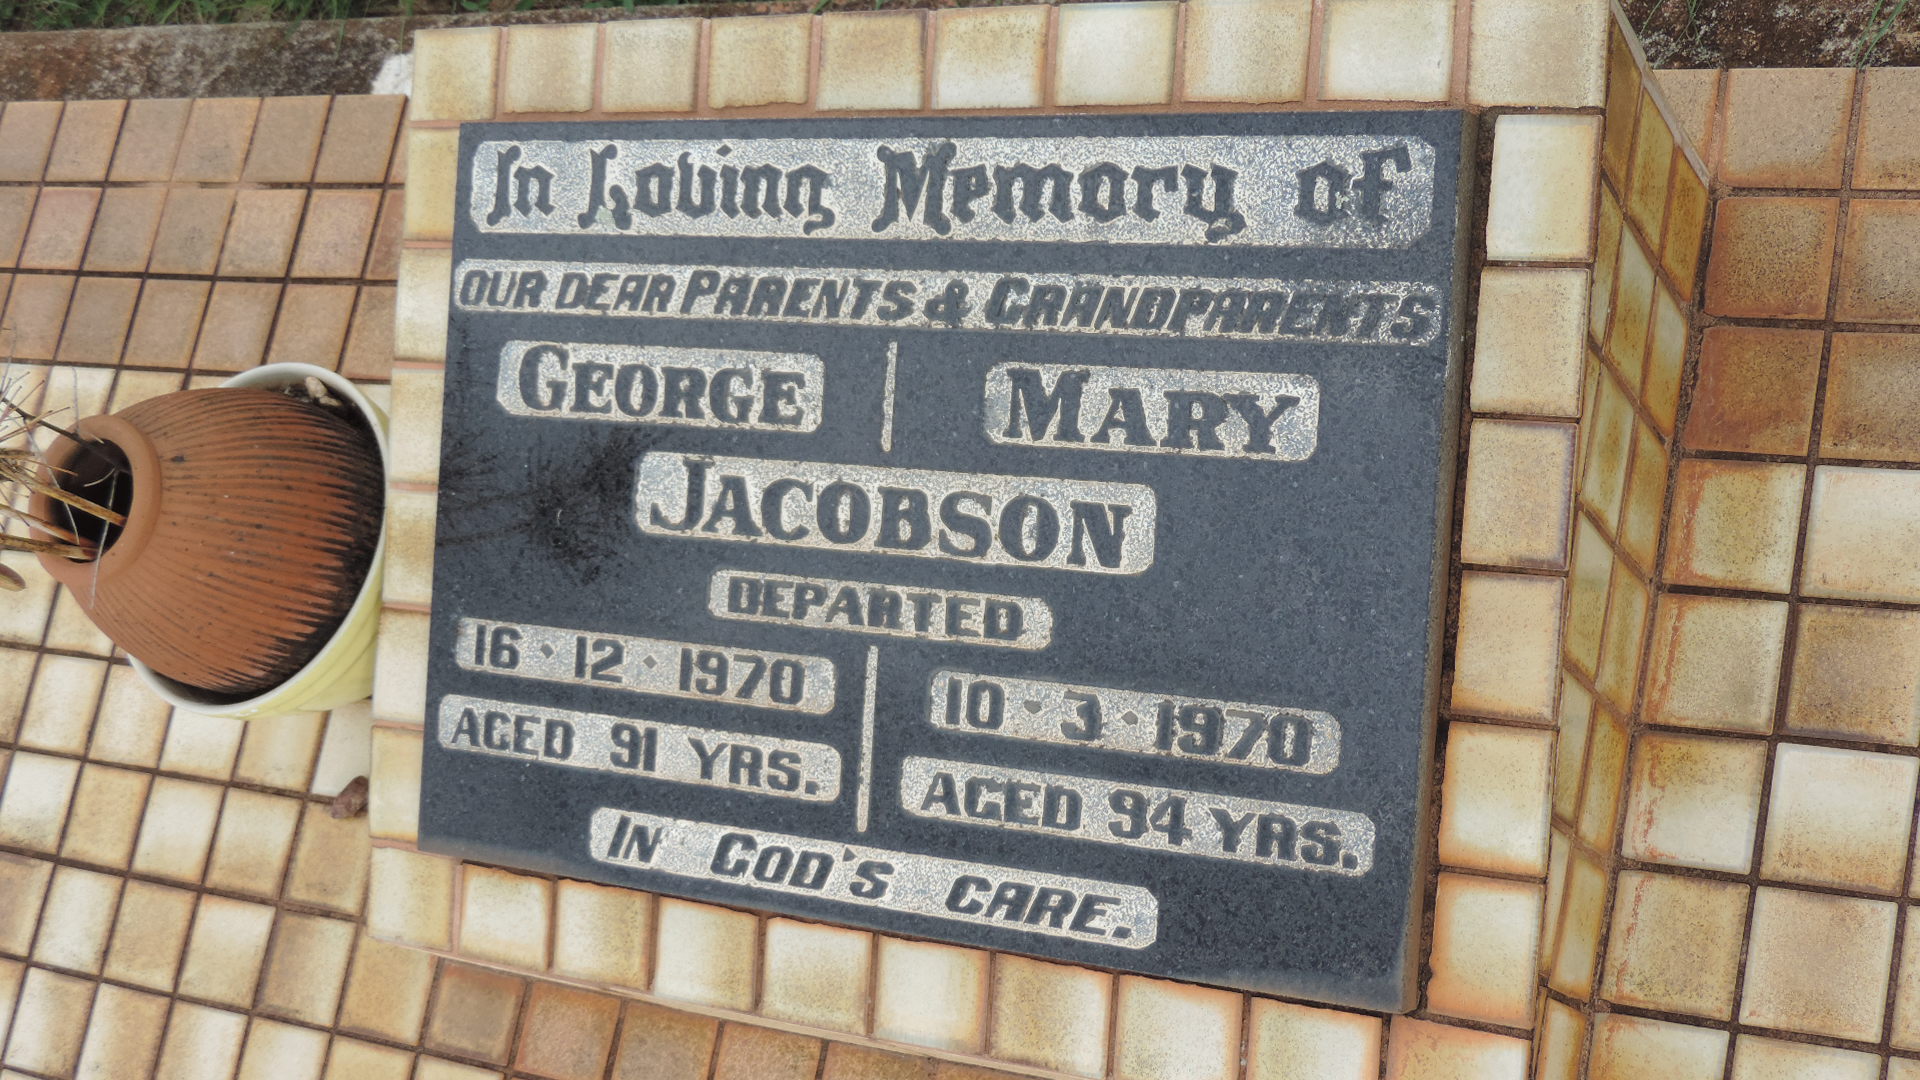 In Loving Memory of
OUR DEAR PARENTS & GRANDPARENTS
GEORGE MARY
JACOBSON
DEPARTED
16 · 12 · 1970 10 · 3 · 1970
AGED 91 YRS. AGED 94 YRS.
IN GOD'S CARE.